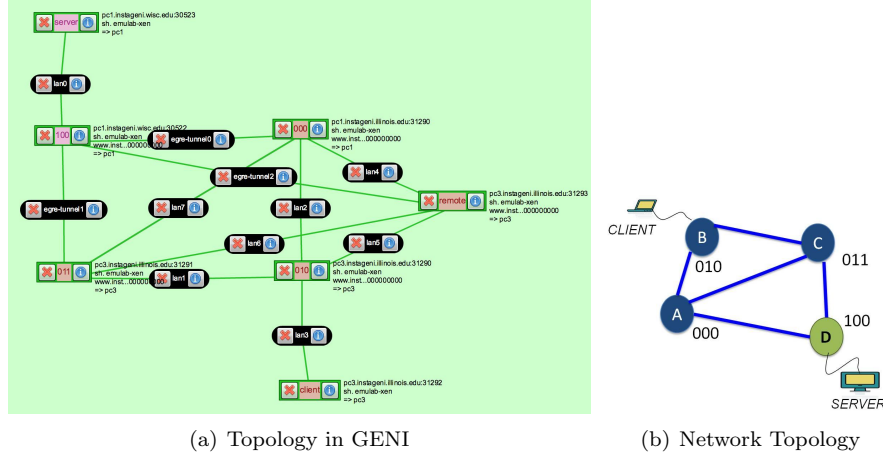 server
pc1.instageni.wisc.edu:30523
sh. emulab-xen
=> pc1
lan0
100
pc1.instageni.wisc.edu:30522
sh. emulab-xen
www.inst...000000000
=> pc1
egre-tunnel0
000
pc1.instageni.illinois.edu:31290
sh. emulab-xen
www.inst...000000000
=> pc1
egre-tunnel2
lan4
egre-tunnel1
lan7
lan2
remote
pc3.instageni.illinois.edu:31293
sh. emulab-xen
www.inst...000000000
=> pc3
lan6
lan5
011
pc3.instageni.illinois.edu:31291
sh. emulab-xen
www.inst...000000000
=> pc3
lan1
010
pc3.instageni.illinois.edu:31290
sh. emulab-xen
www.inst...000000000
=> pc3
lan3
client
pc3.instageni.illinois.edu:31292
sh. emulab-xen
=> pc3
(a) Topology in GENI
CLIENT
B
010
C
011
A
000
D
100
SERVER
(b) Network Topology